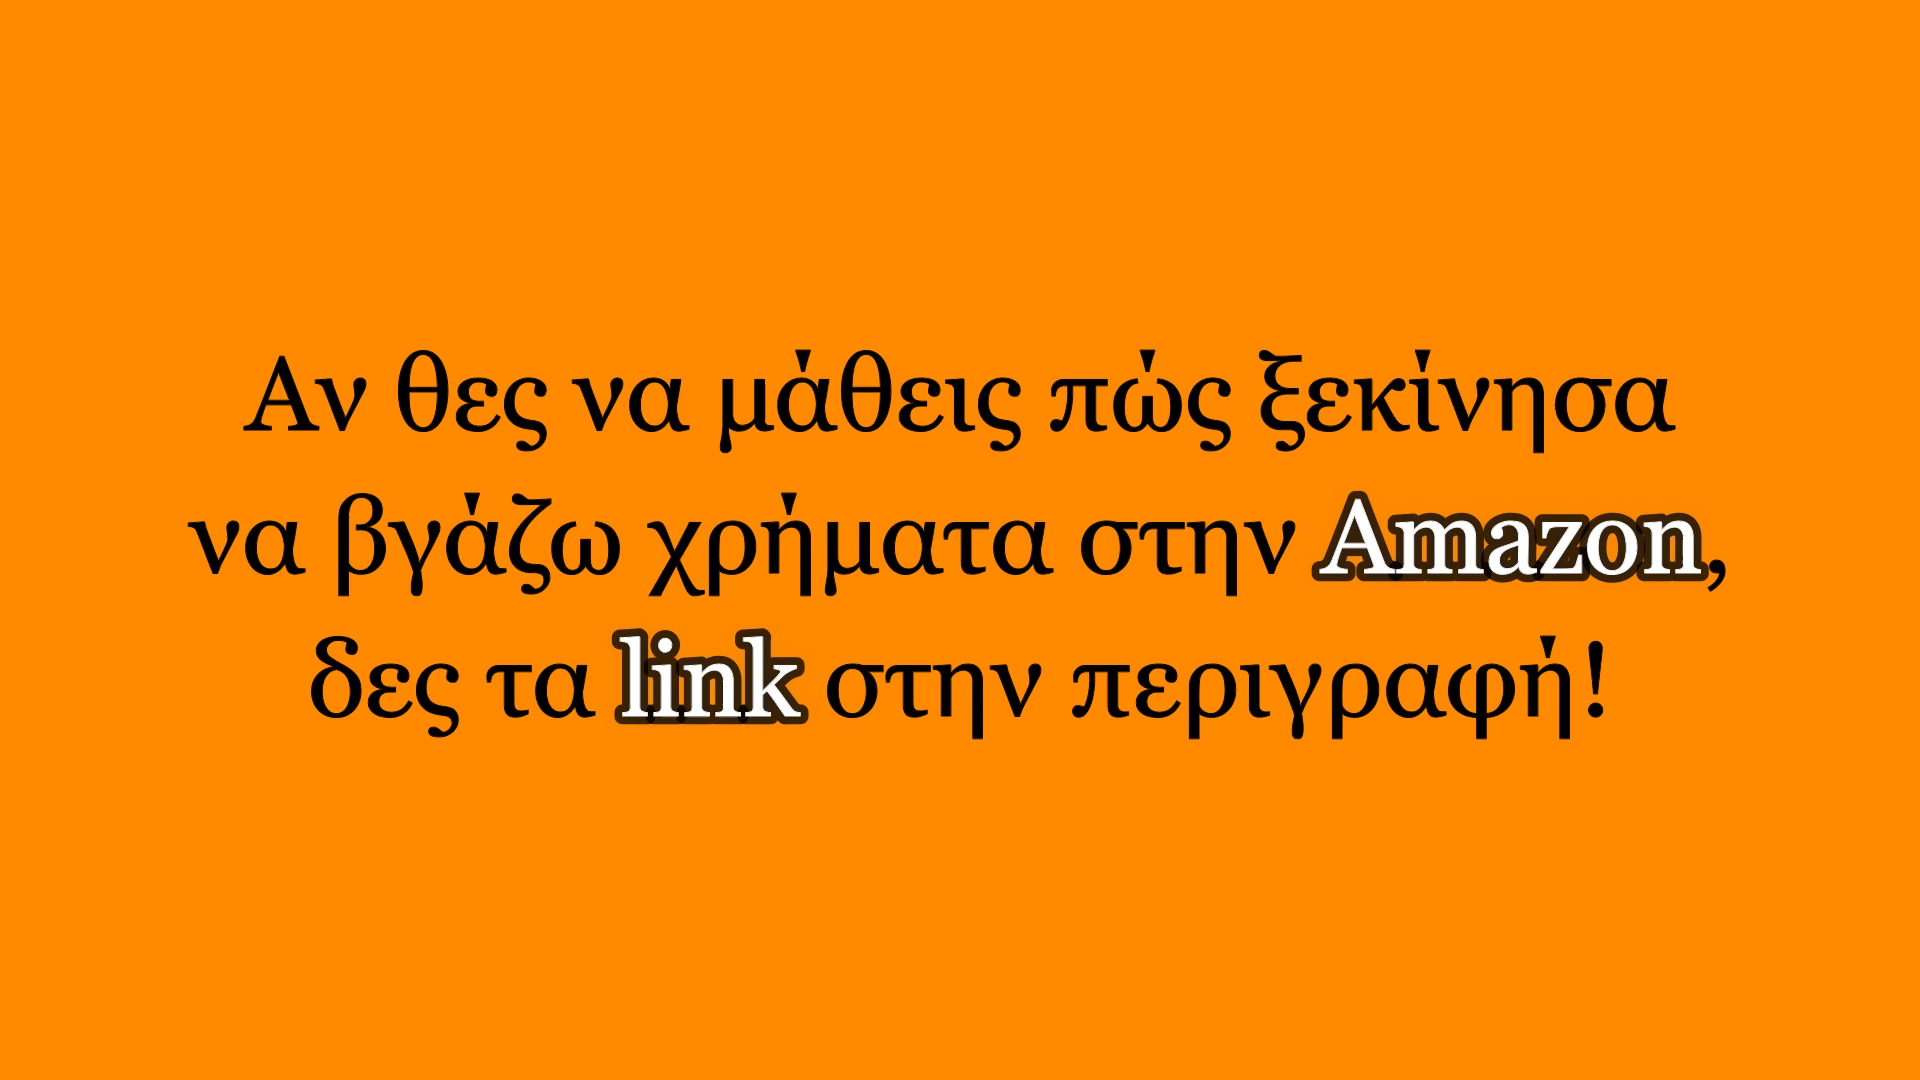 Αν θες να μάθεις πώς ξεκίνησα
να βγάζω χρήματα στην Amazon,
δες τα link στην περιγραφή!